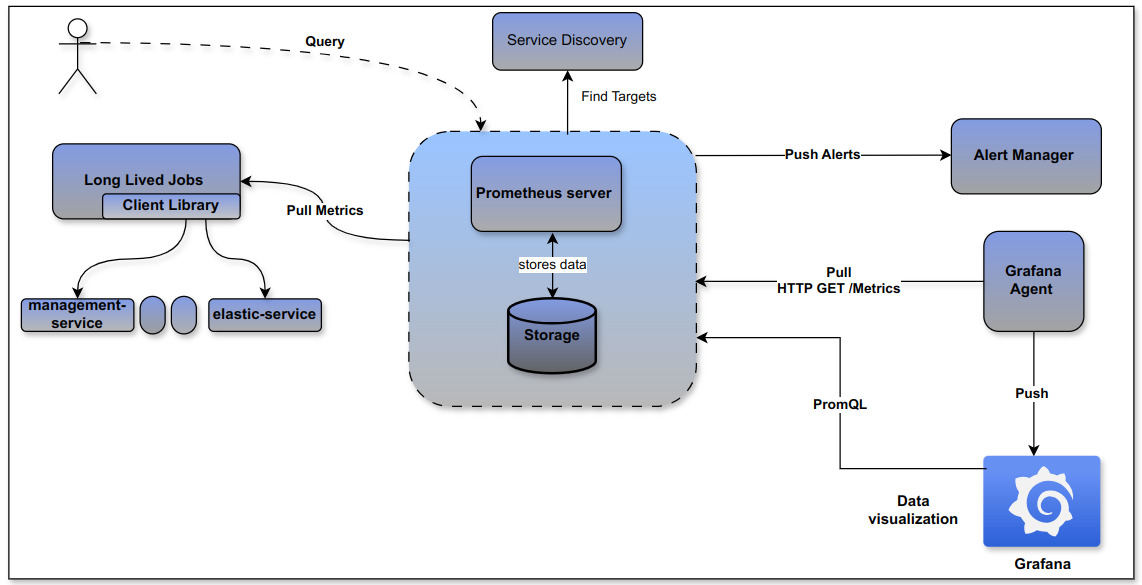 Query
Service Discovery
Find Targets
Long Lived Jobs
Client Library
Pull Metrics
Prometheus server
Push Alerts
Alert Manager
stores data
Storage
Pull
HTTP GET /Metrics
Grafana
Agent
management-
service
elastic-service
PromQL
Push
Data
visualization
Grafana